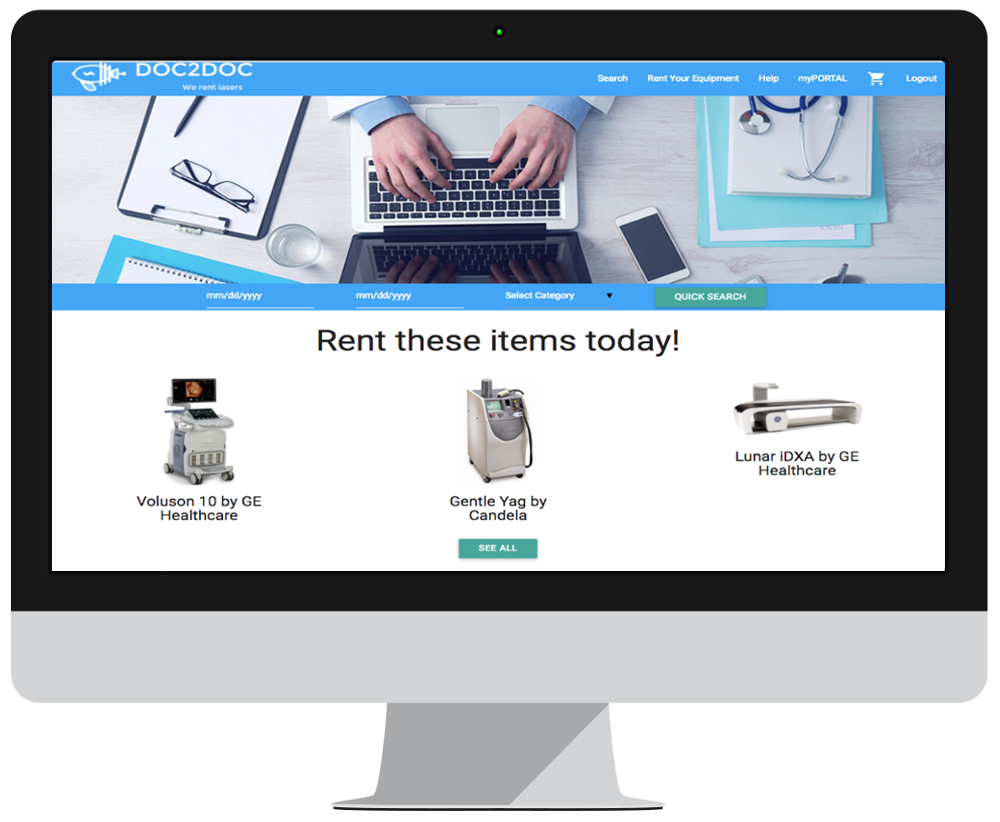 DOC2DOC
We rent lasers
Search
Rent Your Equipment
Help
myPORTAL
Logout
mm/dd/yyyy
mm/dd/yyyy
Select Category
QUICK SEARCH
Rent these items today!
Voluson 10 by GE
Healthcare
Gentle Yag by
Candela
Lunar iDXA by GE
Healthcare
SEE ALL